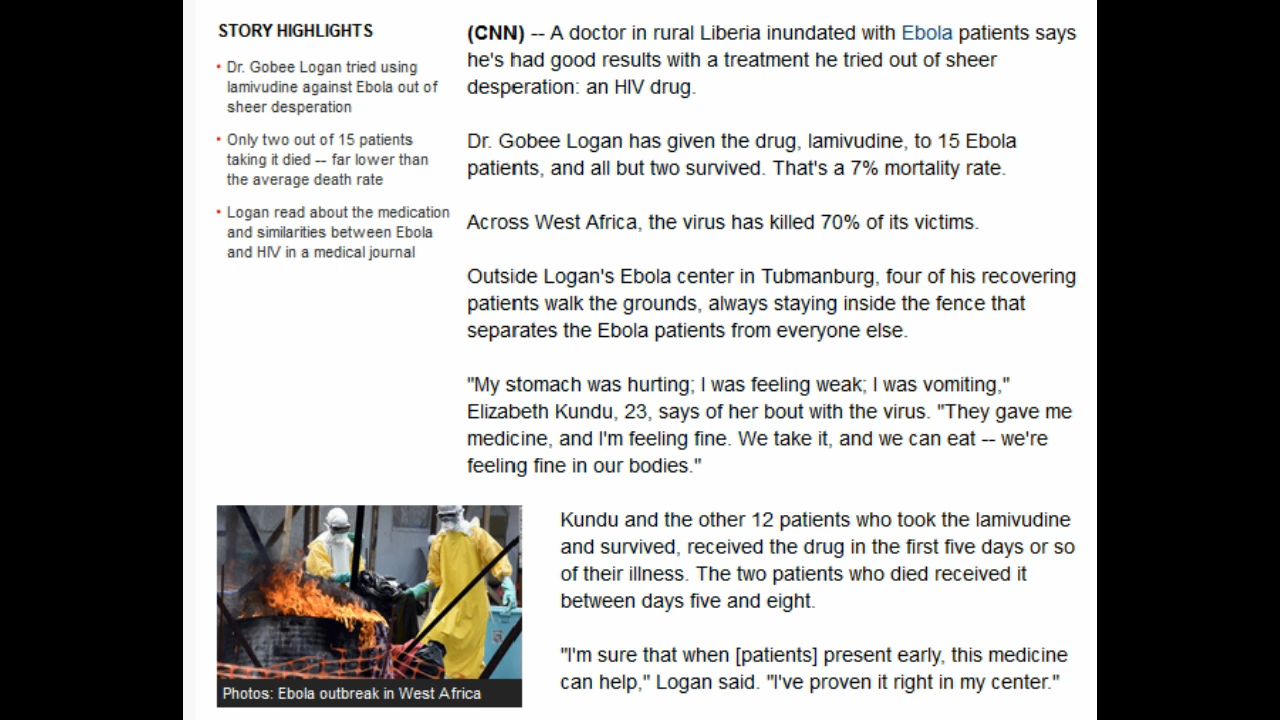 STORY HIGHLIGHTS
• Dr. Gobee Logan tried using
lamivudine against Ebola out of
sheer desperation
• Only two out of 15 patients
taking it died -- far lower than
the average death rate
• Logan read about the medication
and similarities between Ebola
and HIV in a medical journal
(CNN) -- A doctor in rural Liberia inundated with Ebola patients says
he's had good results with a treatment he tried out of sheer
desperation: an HIV drug.
Dr. Gobee Logan has given the drug, lamivudine, to 15 Ebola
patients, and all but two survived. That's a 7% mortality rate.
Across West Africa, the virus has killed 70% of its victims.
Outside Logan's Ebola center in Tubmanburg, four of his recovering
patients walk the grounds, always staying inside the fence that
separates the Ebola patients from everyone else.
"My stomach was hurting; I was feeling weak; I was vomiting,"
Elizabeth Kundu, 23, says of her bout with the virus. "They gave me
medicine, and I'm feeling fine. We take it, and we can eat -- we're
feeling fine in our bodies."
Photos: Ebola outbreak in West Africa
Kundu and the other 12 patients who took the lamivudine
and survived, received the drug in the first five days or so
of their illness. The two patients who died received it
between days five and eight.
"I'm sure that when [patients] present early, this medicine
can help," Logan said. "I've proven it right in my center."